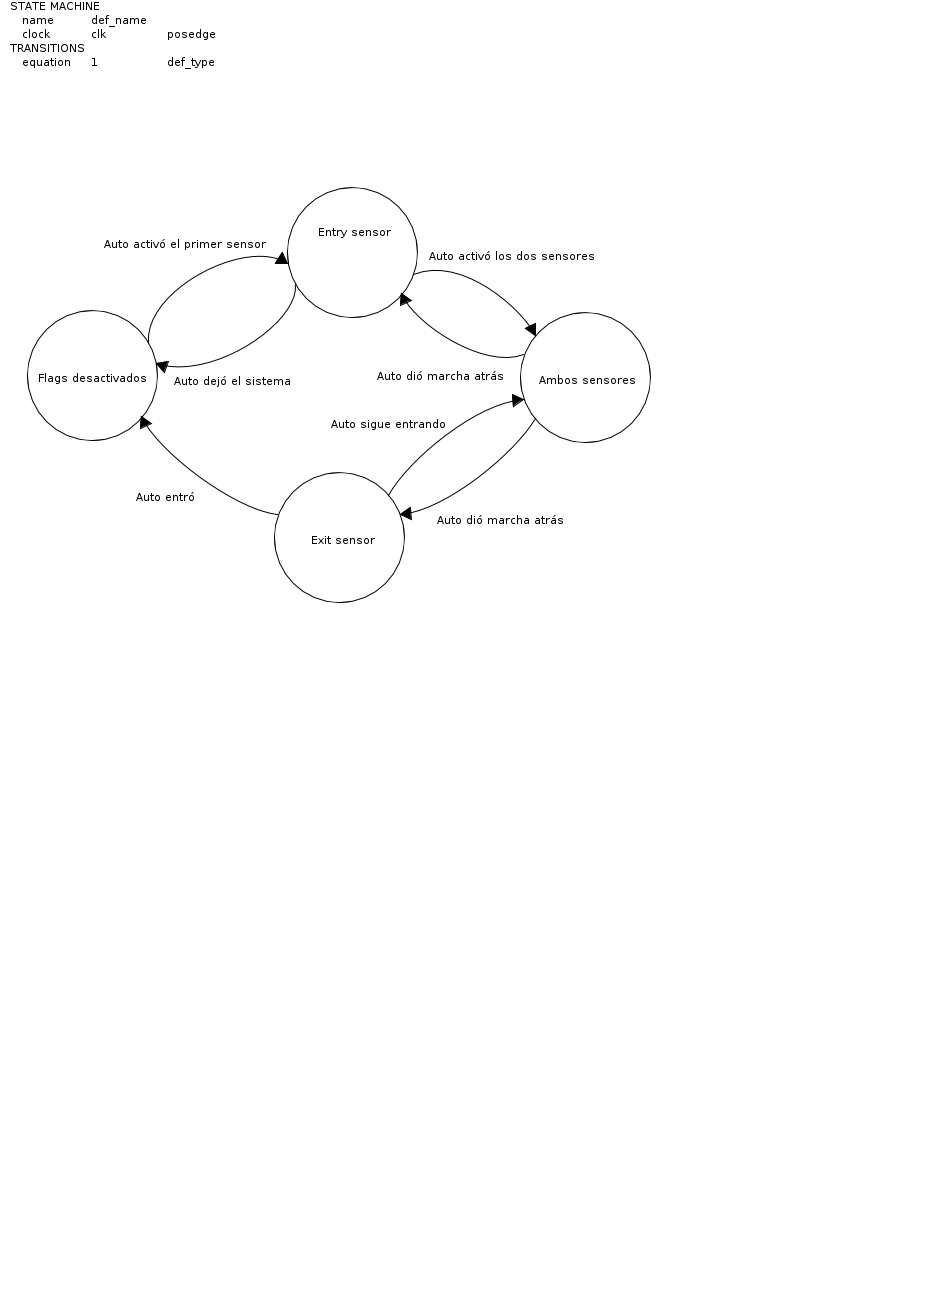 STATE MACHINE
name def_name
clock clk posedge
TRANSITIONS
equation 1 def_type
Entry sensor
Auto activó el primer sensor
Auto activó los dos sensores
Flags desactivados
Auto dejó el sistema
Auto dió marcha atrás
Ambos sensores
Auto sigue entrando
Auto entró
Auto dió marcha atrás
Exit sensor